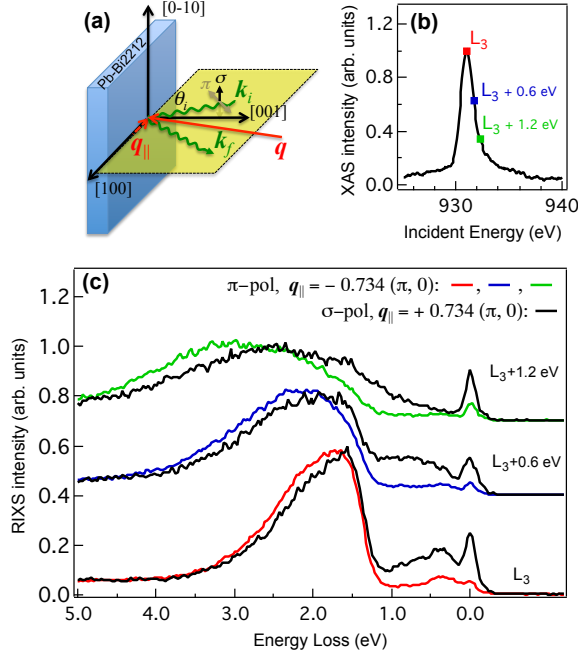 (a)
[0-10]
Pb-Bi2212
θi
π
σ
ki
[001]
q||
q
kf
[100]
(b)
XAS intensity (arb. units)
1.2
0.8
0.4
0.0
L3
L3 + 0.6 eV
L3 + 1.2 eV
930
940
Incident Energy (eV)
(c)
π−pol, q|| = − 0.734 (π, 0): — , — , —
σ−pol, q|| = + 0.734 (π, 0): —
RIXS intensity (arb. units)
1.2
1.0
0.8
0.6
0.4
0.2
0.0
L3+1.2 eV
L3+0.6 eV
L3
5.0
4.0
3.0
2.0
1.0
0.0
Energy Loss (eV)